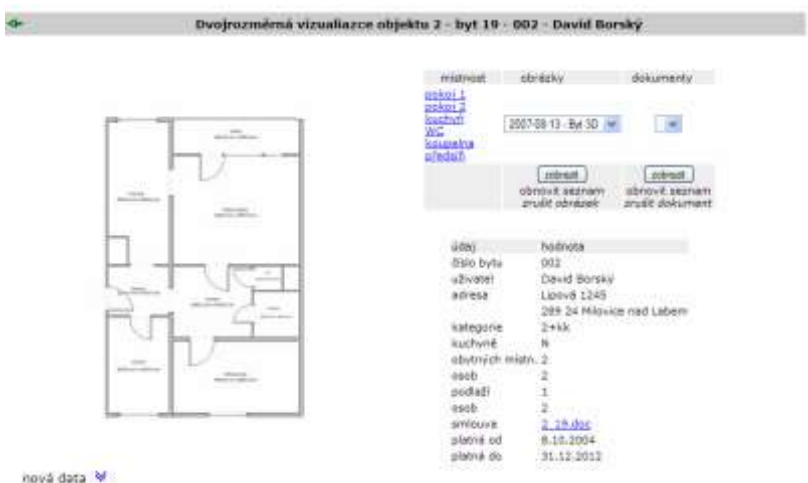 Dvojrozměrná vizualiazce objektu 2 - byt 19 - 002 - David Borský
místnost obrázky dokumenty
pokoj 1
pokoj 2
kuchyň
WC
koupelna
předsíň
2007-08-13 - Byt 3D
zobrazit zobrazit
obnovit seznam obnovit seznam
zrušit obrázek zrušit dokument
údaj hodnota
číslo bytu 002
uživatel David Borský
adresa Lipová 1245
289 24 Milovice nad Labem
kategorie 2+kk
kuchyně N
obytných místn. 2
osob 2
podlaží 1
osob 2
smlouva 2_19.doc
platná od 8.10.2004
platná do 31.12.2012
nová data